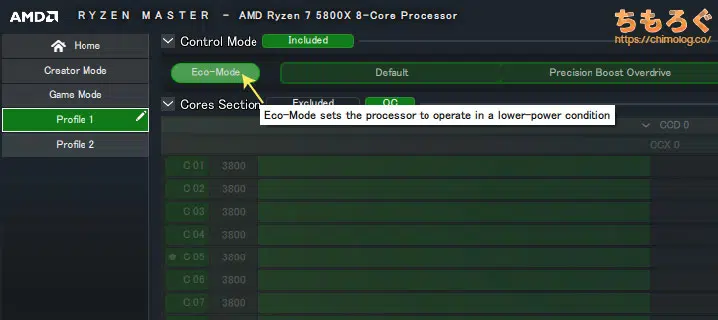 AMD RYZEN MASTER - AMD Ryzen 7 5800X 8-Core Processor
ちもろぐ
https://chimolog.co/
Home
Creator Mode
Game Mode
Profile 1
Profile 2
Control Mode Included
Eco-Mode Default Precision Boost Overdrive
Cores Section Excluded OC
Eco-Mode sets the processor to operate in a lower-power condition
CCD 0
CCX 0
C 01 3800
C 02 3800
C 03 3800
C 04 3800
C 05 3800
C 06 3800
C 07 3800